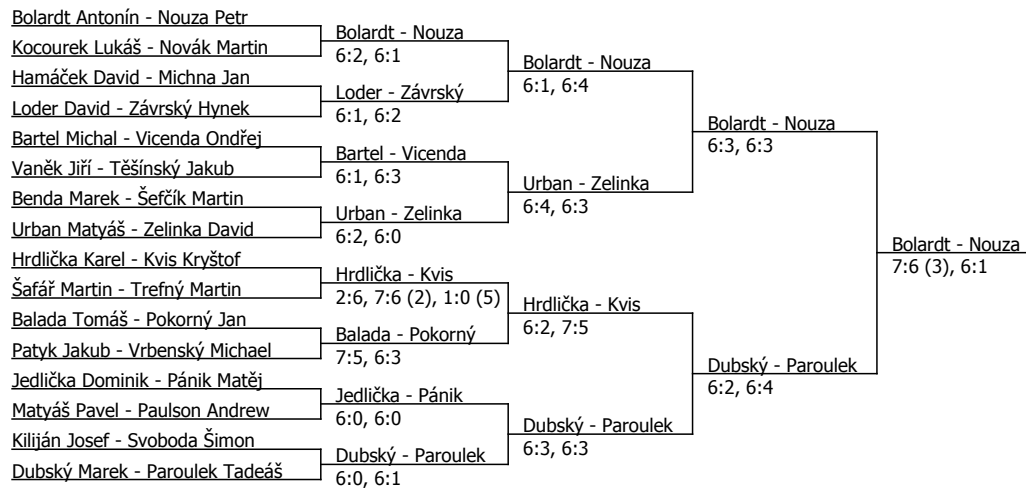 Bolardt Antonín - Nouza Petr
Kocourek Lukáš - Novák Martin
Hamáček David - Michna Jan
Loder David - Závrský Hynek
Bartel Michal - Vicenda Ondřej
Vaněk Jiří - Těšínský Jakub
Benda Marek - Šefčík Martin
Urban Matyáš - Zelinka David
Hrdlička Karel - Kvis Kryštof
Šafář Martin - Trefný Martin
Balada Tomáš - Pokorný Jan
Patyk Jakub - Vrbenský Michael
Jedlička Dominik - Pánik Matěj
Matyáš Pavel - Paulson Andrew
Kiliján Josef - Svoboda Šimon
Dubský Marek - Paroulek Tadeáš
Bolardt - Nouza
6:2, 6:1
Loder - Závrský
6:1, 6:2
Bartel - Vicenda
6:1, 6:3
Urban - Zelinka
6:2, 6:0
Hrdlička - Kvis
2:6, 7:6 (2), 1:0 (5)
Balada - Pokorný
7:5, 6:3
Jedlička - Pánik
6:0, 6:0
Dubský - Paroulek
6:0, 6:1
Bolardt - Nouza
6:1, 6:4
Urban - Zelinka
6:4, 6:3
Hrdlička - Kvis
6:2, 7:5
Dubský - Paroulek
6:3, 6:3
Bolardt - Nouza
6:3, 6:3
Dubský - Paroulek
6:2, 6:4
Bolardt - Nouza
7:6 (3), 6:1